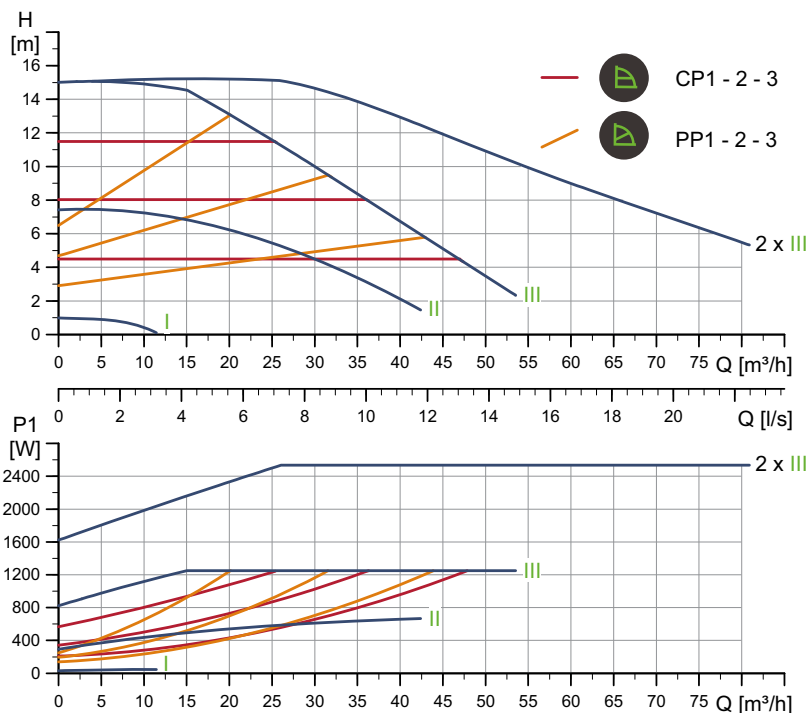 H
[m]
16
14
12
10
8
6
4
2
0
CP1 - 2 - 3
PP1 - 2 - 3
2 x III
III
II
I
0 5 10 15 20 25 30 35 40 45 50 55 60 65 70 75 Q [m³/h]
0 2 4 6 8 10 12 14 16 18 20 Q [l/s]
P1
[W]
2400
2000
1600
1200
800
400
0
2 x III
III
II
I
0 5 10 15 20 25 30 35 40 45 50 55 60 65 70 75 Q [m³/h]